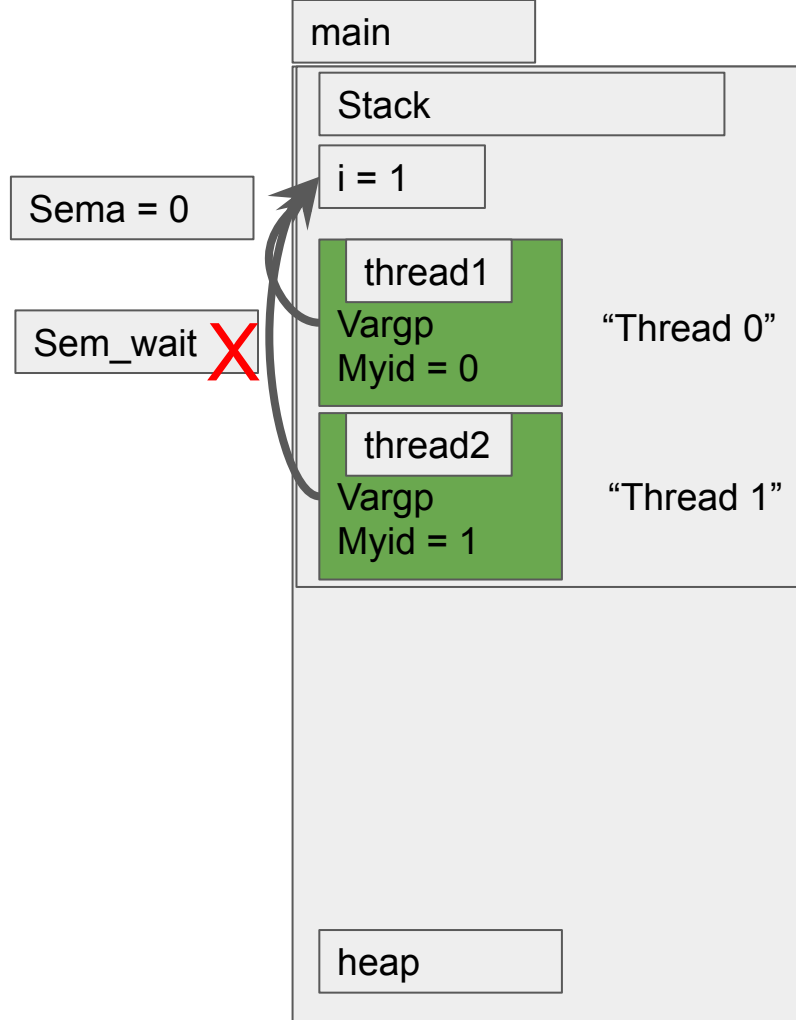 main
Stack
i = 1
Sema = 0
thread1
Vargp
Myid = 0
“Thread 0”
Sem_wait X
thread2
Vargp
Myid = 1
“Thread 1”
heap